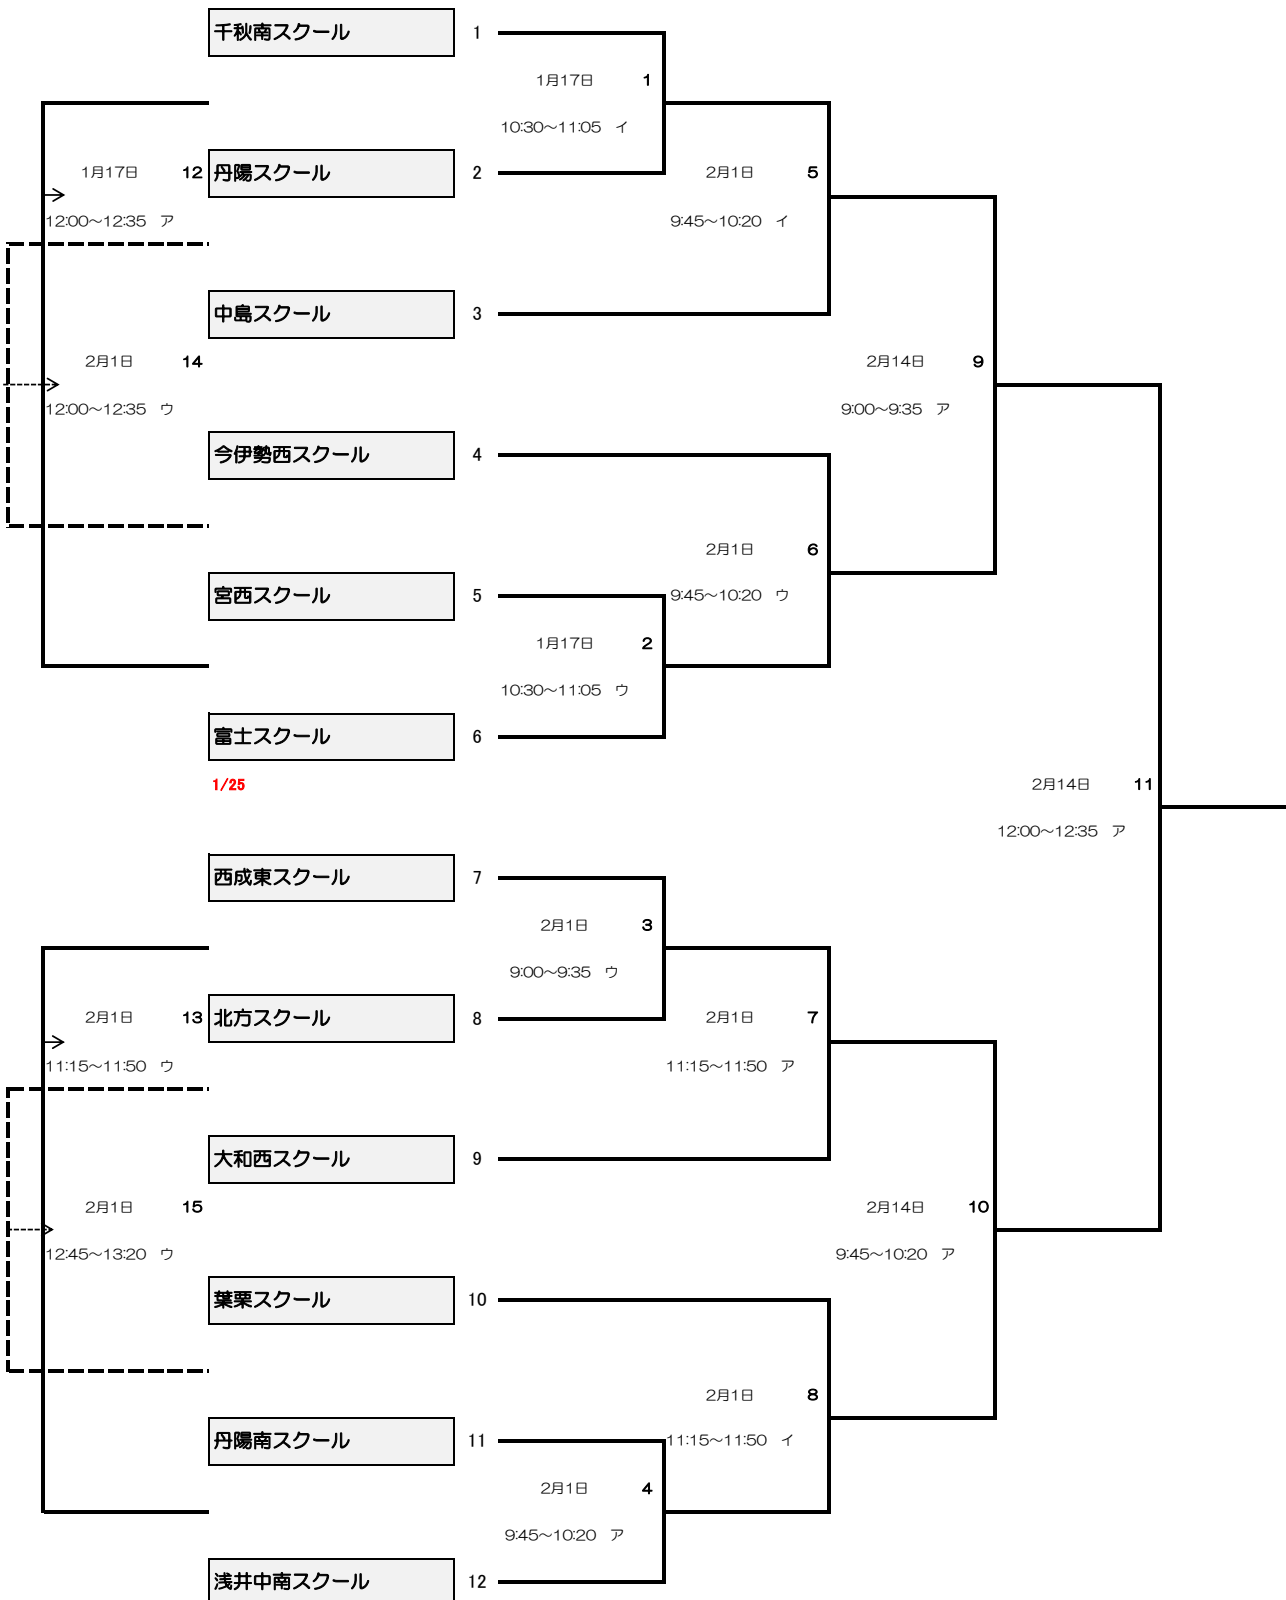 千秋南スクール 1
1月17日 1
10:30～11:05 イ
1月17日 12 丹陽スクール 2 2月1日 5
12:00～12:35 ア 9:45～10:20 イ
中島スクール 3
2月1日 14 2月14日 9
12:00～12:35 ウ 9:00～9:35 ア
今伊勢西スクール 4
2月1日 6
宮西スクール 5 9:45～10:20 ウ
1月17日 2
10:30～11:05 ウ
富士スクール 6
1/25 2月14日 11
12:00～12:35 ア
西成東スクール 7
2月1日 3
9:00～9:35 ウ
2月1日 13 北方スクール 8 2月1日 7
11:15～11:50 ウ 11:15～11:50 ア
大和西スクール 9
2月1日 15 2月14日 10
12:45～13:20 ウ 9:45～10:20 ア
葉栗スクール 10
2月1日 8
丹陽南スクール 11 11:15～11:50 イ
2月1日 4
9:45～10:20 ア
浅井中南スクール 12